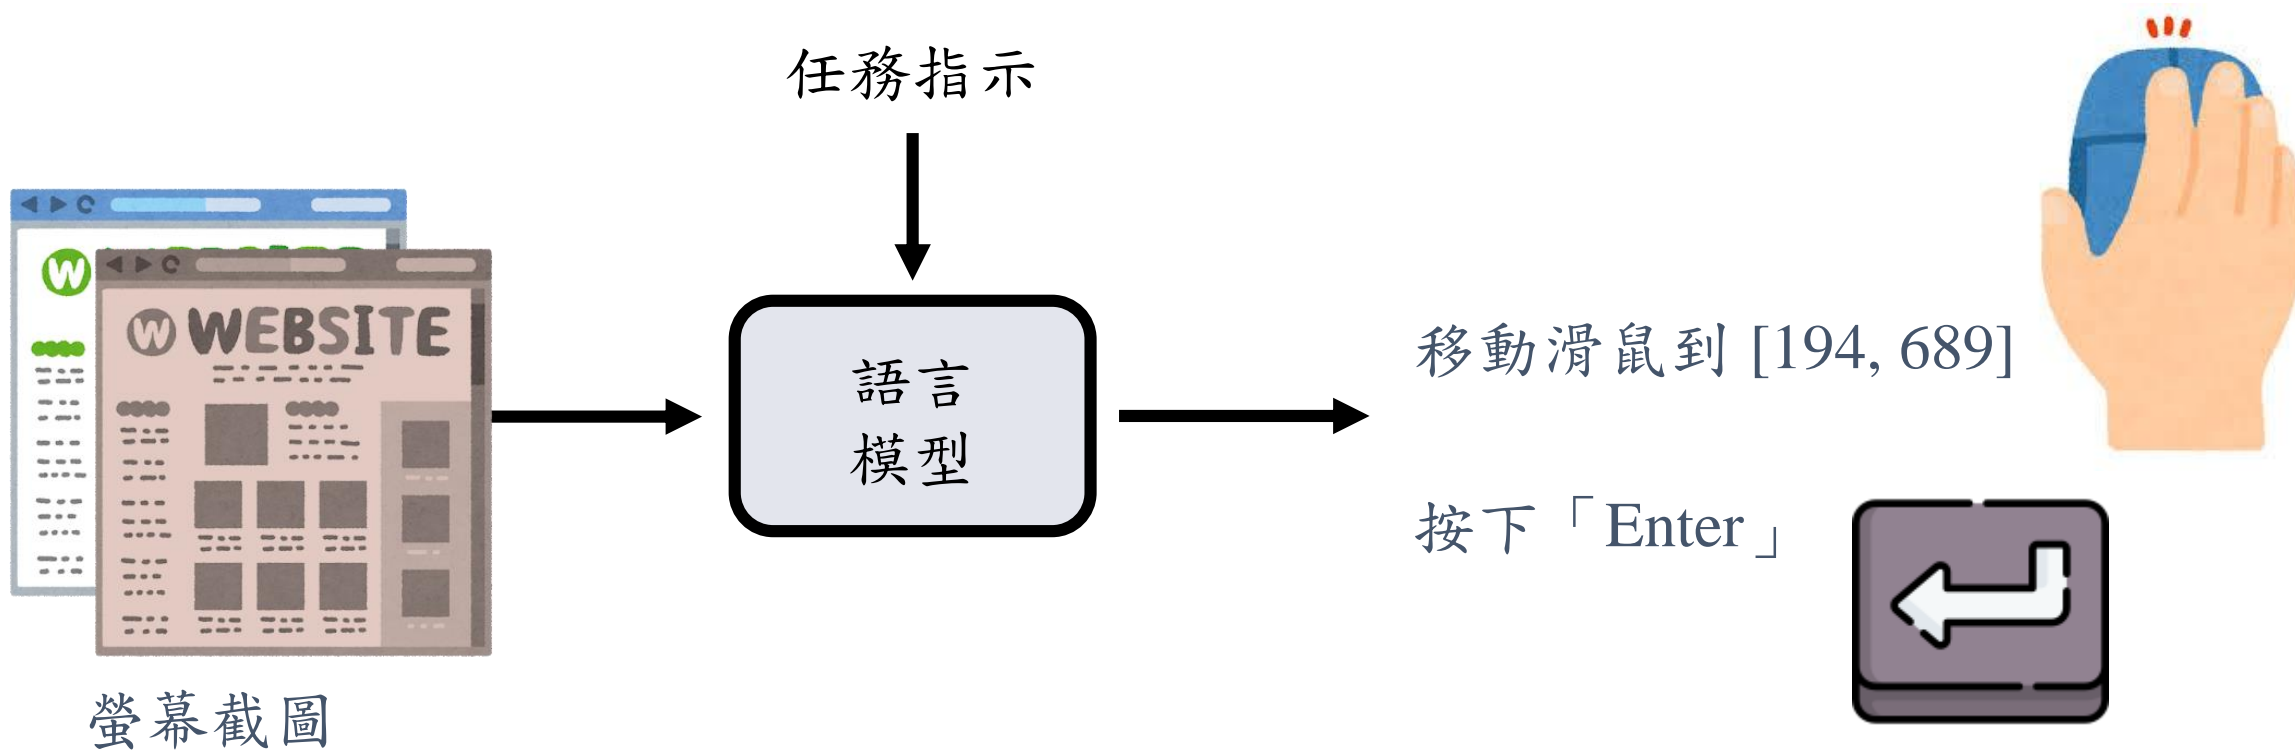 任務指示
W
W WEBSITE
語言
模型
移動滑鼠到 [194, 689]
按下「Enter」
螢幕截圖